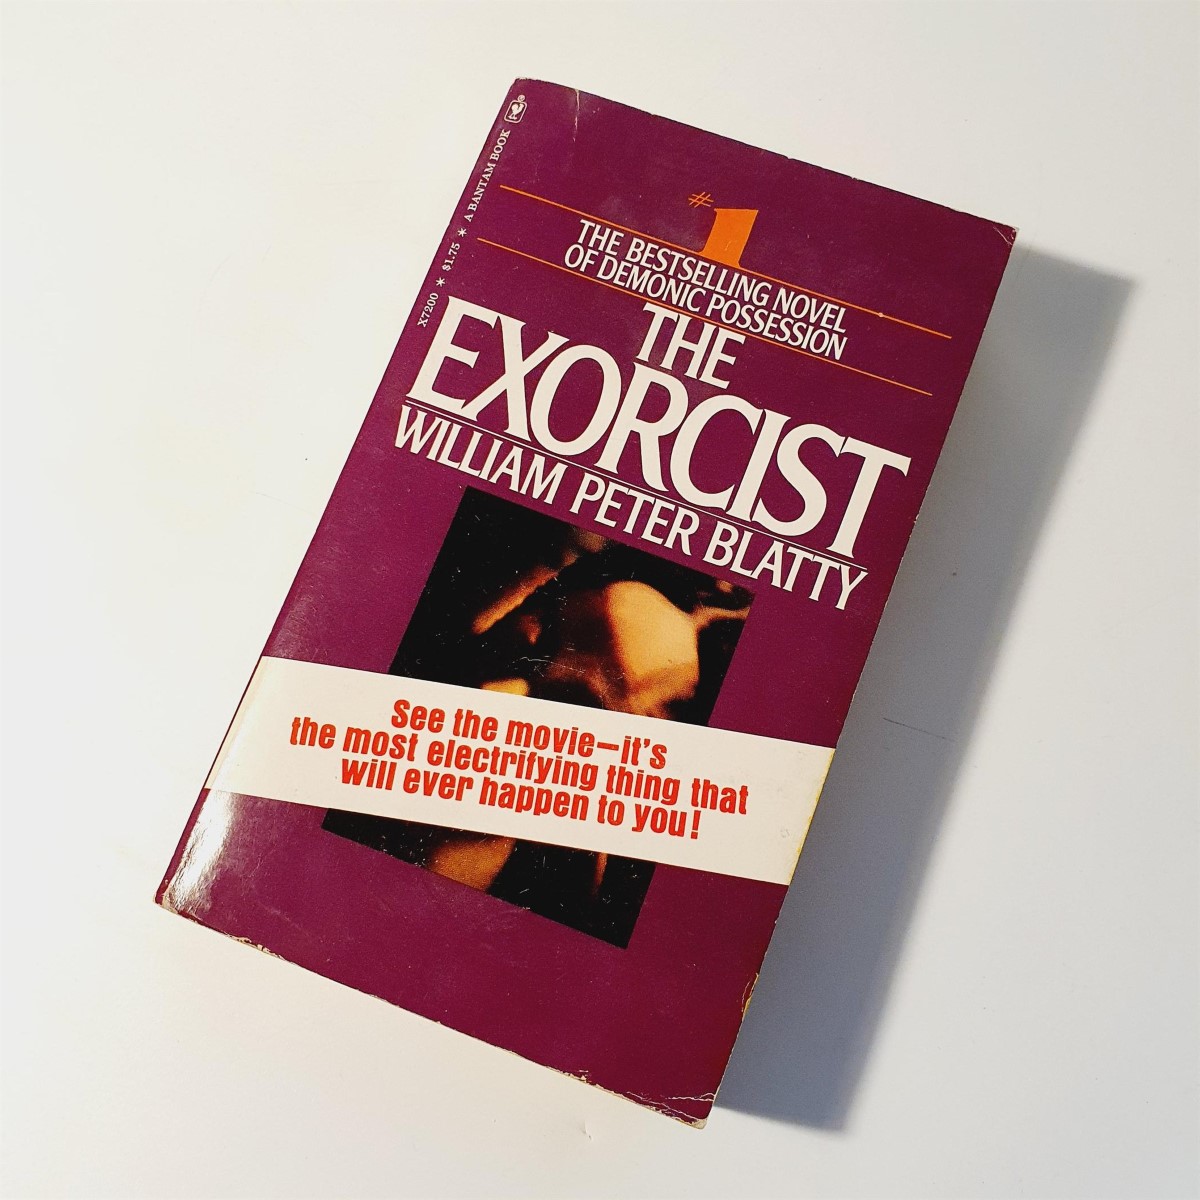 X7200 * $1.75 * A BANTAM BOOK
#1
THE BESTSELLING NOVEL
OF DEMONIC POSSESSION
THE
EXORCIST
WILLIAM PETER BLATTY
See the movie—it's
the most electrifying thing that
will ever happen to you!